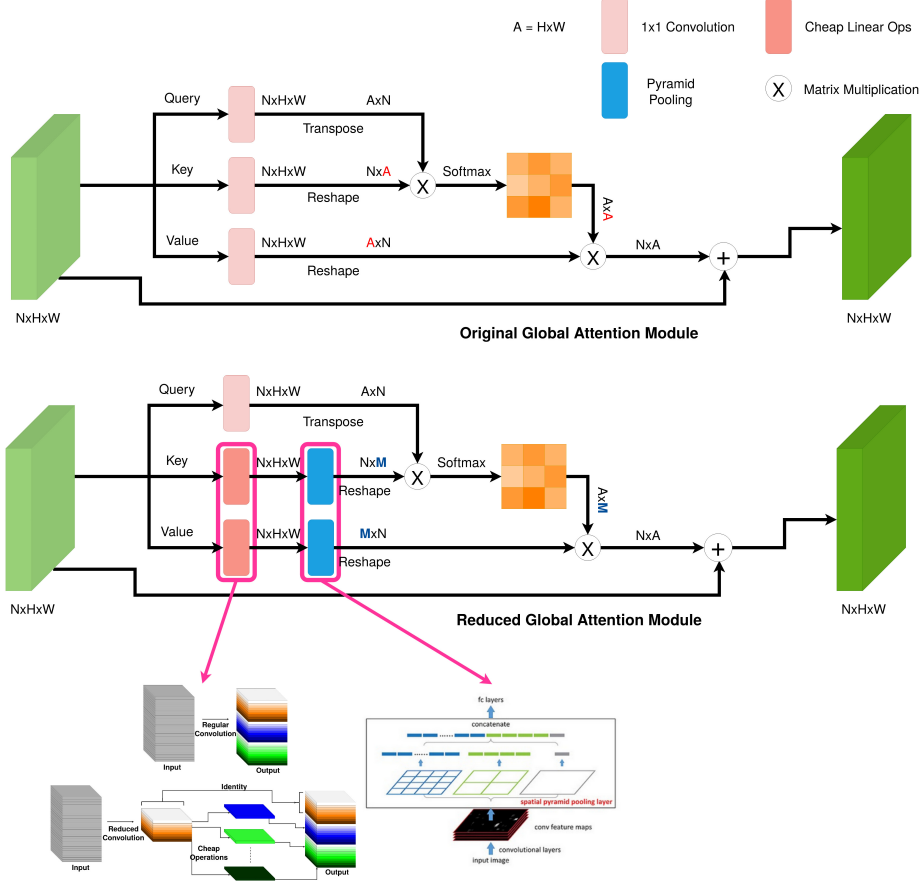 A = HxW
1x1 Convolution
Cheap Linear Ops
Pyramid
Pooling
X
Matrix Multiplication
Query
NxHxW
AxN
Transpose
Key
NxHxW
NxA
Reshape
X
Softmax
AxA
Value
NxHxW
AxN
Reshape
X
NxA
+
NxHxW
NxHxW
Original Global Attention Module
Query
NxHxW
AxN
Transpose
Key
NxHxW
NxM
Reshape
X
Softmax
AxM
Value
NxHxW
MxN
Reshape
X
NxA
+
NxHxW
NxHxW
Reduced Global Attention Module
Regular
Convolution
Input
Output
Identity
Reduced
Convolution
Cheap
Operations
Input
Output
fc layers
concatenate
spatial pyramid pooling layer
conv feature maps
convolutional layers
input image